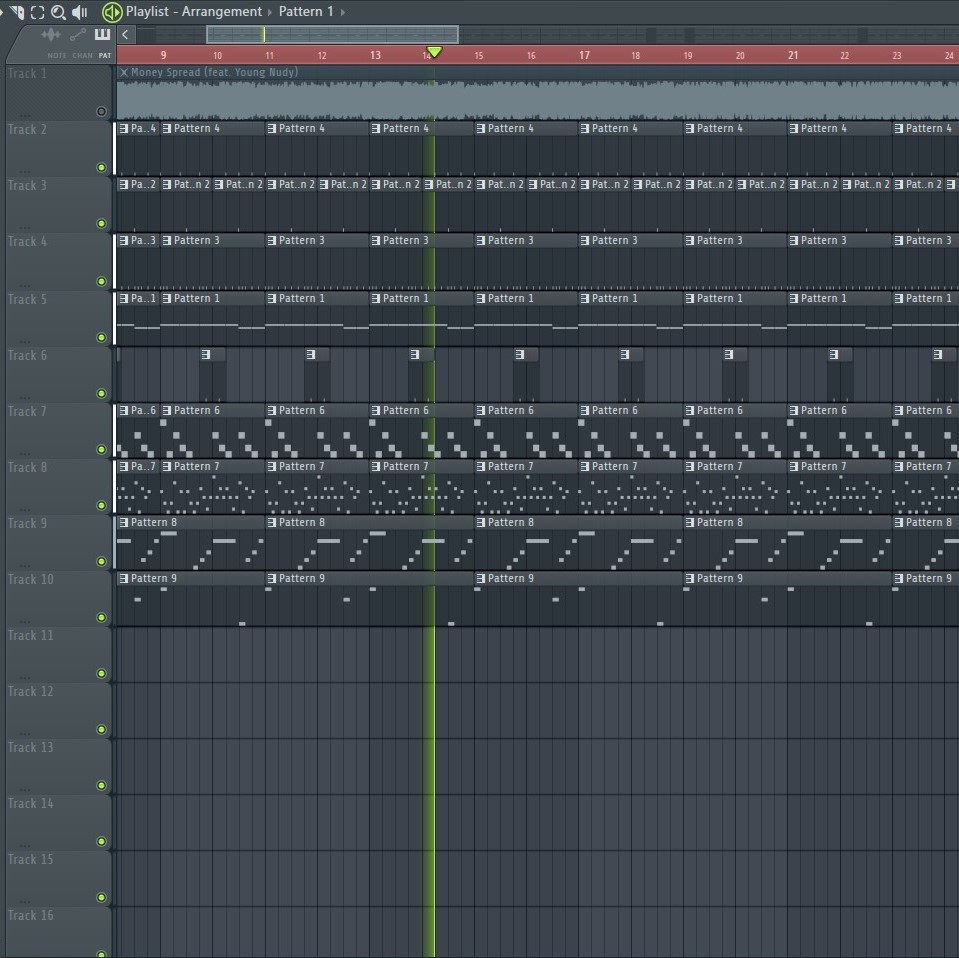 Playlist - Arrangement › Pattern 1 ›
NOTE CHAN PAT
9 10 11 12 13 14 15 16 17 18 19 20 21 22 23 24
Track 1
Money Spread (feat. Young Nudy)
Track 2
Pa..4 Pattern 4 Pattern 4 Pattern 4 Pattern 4 Pattern 4 Pattern 4 Pattern 4 Pattern 4
Track 3
Pa..2 Pat..n 2 Pat..n 2 Pat..n 2 Pat..n 2 Pat..n 2 Pat..n 2 Pat..n 2 Pat..n 2 Pat..n 2 Pat..n 2 Pat..n 2 Pat..n 2 Pat..n 2 Pat..n 2 Pat..n 2
Track 4
Pa..3 Pattern 3 Pattern 3 Pattern 3 Pattern 3 Pattern 3 Pattern 3 Pattern 3 Pattern 3
Track 5
Pa..1 Pattern 1 Pattern 1 Pattern 1 Pattern 1 Pattern 1 Pattern 1 Pattern 1 Pattern 1
Track 6
Track 7
Pa..6 Pattern 6 Pattern 6 Pattern 6 Pattern 6 Pattern 6 Pattern 6 Pattern 6 Pattern 6
Track 8
Pa..7 Pattern 7 Pattern 7 Pattern 7 Pattern 7 Pattern 7 Pattern 7 Pattern 7 Pattern 7
Track 9
Pattern 8 Pattern 8 Pattern 8 Pattern 8 Pattern 8
Track 10
Pattern 9 Pattern 9 Pattern 9 Pattern 9 Pattern 9
Track 11
Track 12
Track 13
Track 14
Track 15
Track 16